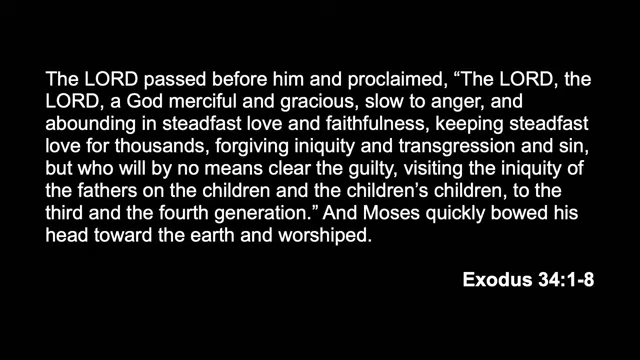 The LORD passed before him and proclaimed, “The LORD, the
LORD, a God merciful and gracious, slow to anger, and
abounding in steadfast love and faithfulness, keeping steadfast
love for thousands, forgiving iniquity and transgression and sin,
but who will by no means clear the guilty, visiting the iniquity of
the fathers on the children and the children’s children, to the
third and the fourth generation.” And Moses quickly bowed his
head toward the earth and worshiped.
Exodus 34:1-8